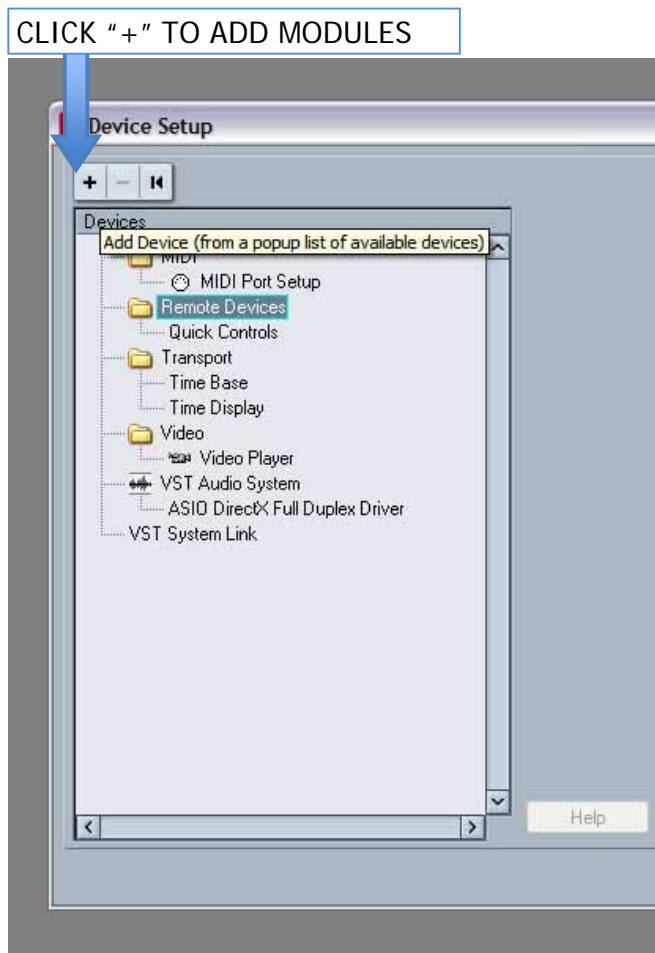 CLICK “+” TO ADD MODULES
Device Setup
+ −
Devices
Add Device (from a popup list of available devices)
MIDI
MIDI Port Setup
Remote Devices
Quick Controls
Transport
Time Base
Time Display
Video
Video Player
VST Audio System
ASIO DirectX Full Duplex Driver
VST System Link
Help